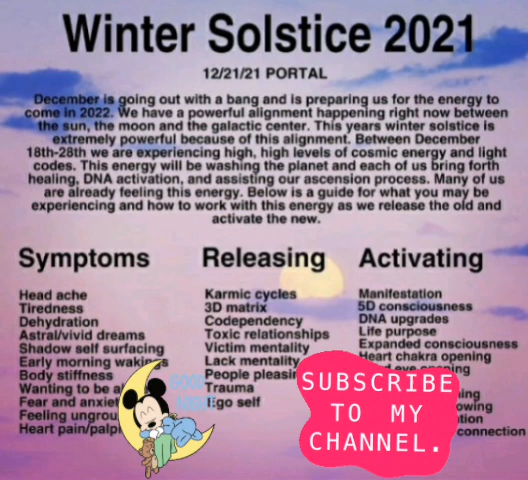 Winter Solstice 2021
12/21/21 PORTAL
December is going out with a bang and is preparing us for the energy to
come in 2022. We have a powerful alignment happening right now between
the sun, the moon and the galactic center. This years winter solstice is
extremely powerful because of this alignment. Between December
18th-28th we are experiencing high, high levels of cosmic energy and light
codes. This energy will be washing the planet and each of us bring forth
healing, DNA activation, and assisting our ascension process. Many of us
are already feeling this energy. Below is a guide for what you may be
experiencing and how to work with this energy as we release the old and
activate the new.
Symptoms
Head ache
Tiredness
Dehydration
Astral/vivid dreams
Shadow self surfacing
Early morning
Body stiffness
Wanting to be
Fear and
Feeling
Heart
Releasing
Karmic cycles
3D matrix
Codependency
Toxic relationships
Victim mentality
Lack mentality
People
Trauma
Ego self
Activating
Manifestation
5D consciousness
DNA upgrades
Life purpose
Expanded consciousness
Heart chakra opening
connection
GOOD
SUBSCRIBE
TO MY
CHANNEL.